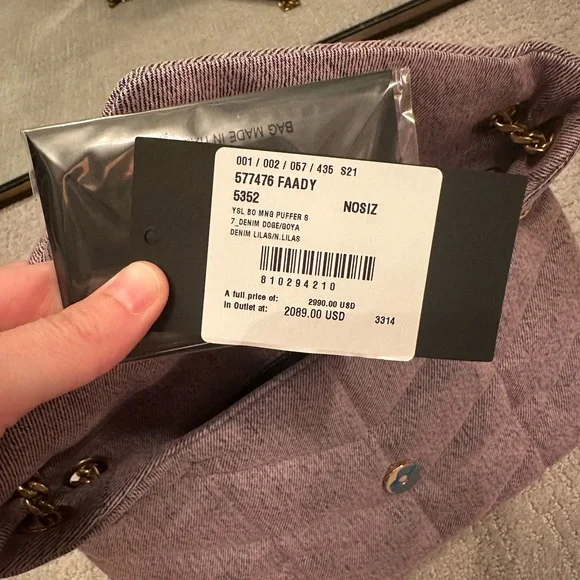 BAG MADE IN
001 / 002 / 057 / 435 S21
577476 FAADY
5352 NOSIZ
YSL BO MNG PUFFER S
7_DENIM DOGE/GOYA
DENIM LILAS/N.LILAS
810294210
A full price of: 2990.00 USD
In Outlet at: 2089.00 USD 3314